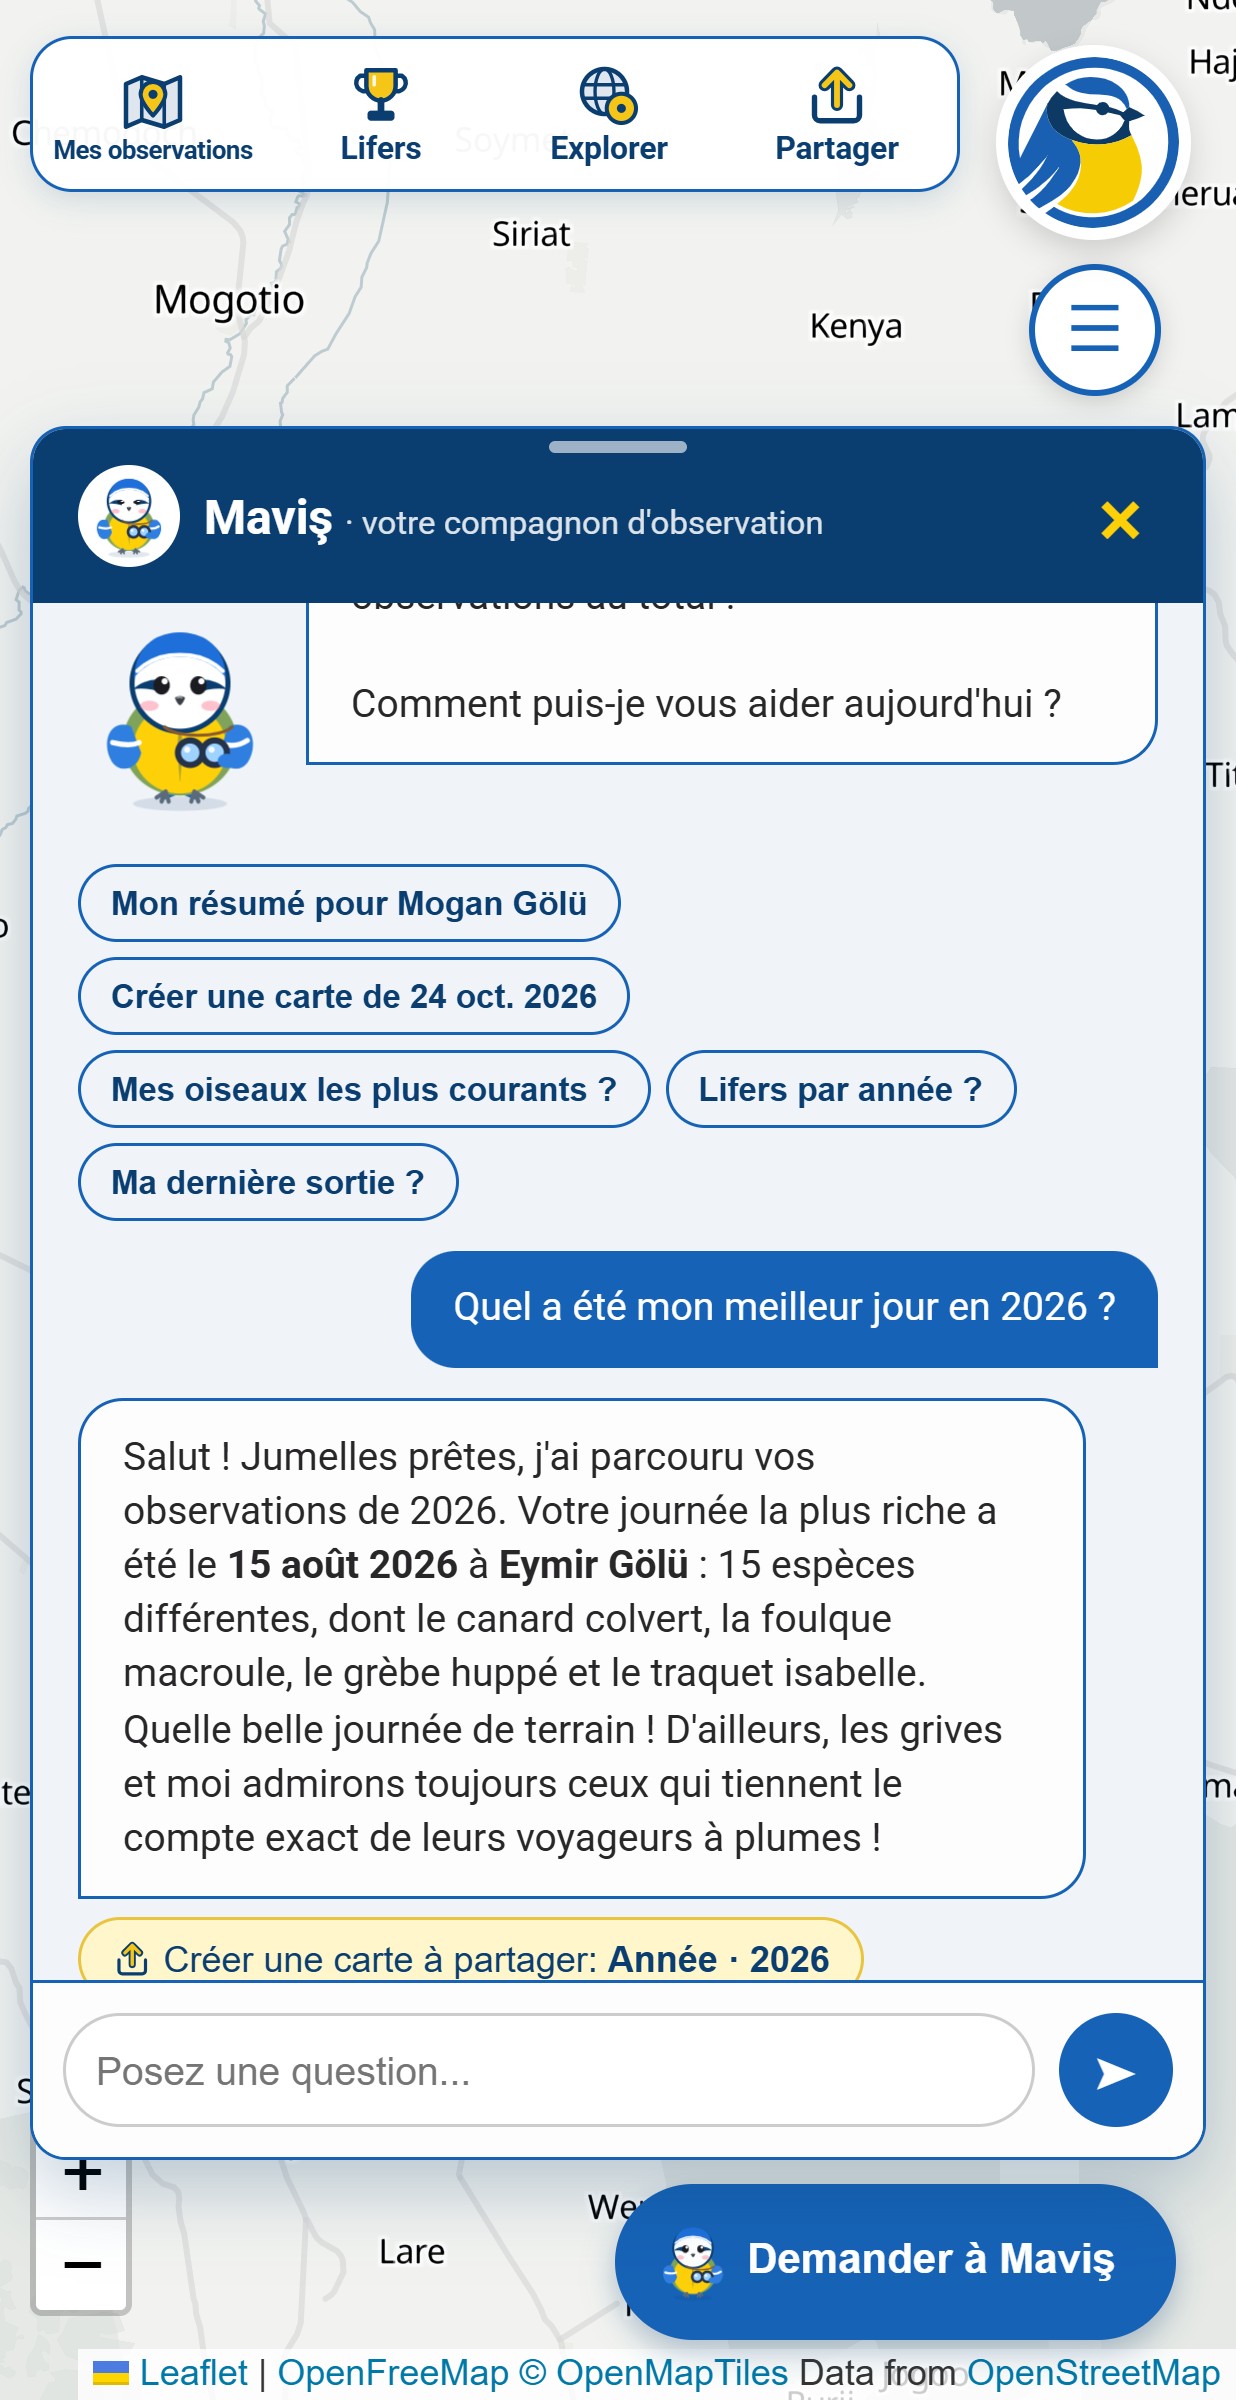 Mes observations
Lifers
Explorer
Partager
Haj
Siriat
Mogotio
Kenya
Lam
Maviş · votre compagnon d'observation
observations au total !
Comment puis-je vous aider aujourd'hui ?
Tit
Mon résumé pour Mogan Gölü
Créer une carte de 24 oct. 2026
Mes oiseaux les plus courants ?
Lifers par année ?
Ma dernière sortie ?
Quel a été mon meilleur jour en 2026 ?
Salut ! Jumelles prêtes, j'ai parcouru vos
observations de 2026. Votre journée la plus riche a
été le 15 août 2026 à Eymir Gölü : 15 espèces
différentes, dont le canard colvert, la foulque
macroule, le grèbe huppé et le traquet isabelle.
Quelle belle journée de terrain ! D'ailleurs, les grives
et moi admirons toujours ceux qui tiennent le
compte exact de leurs voyageurs à plumes !
te
ma
Créer une carte à partager: Année · 2026
Posez une question...
+
Lare
Demander à Maviş
−
Leaflet | OpenFreeMap © OpenMapTiles Data from OpenStreetMap